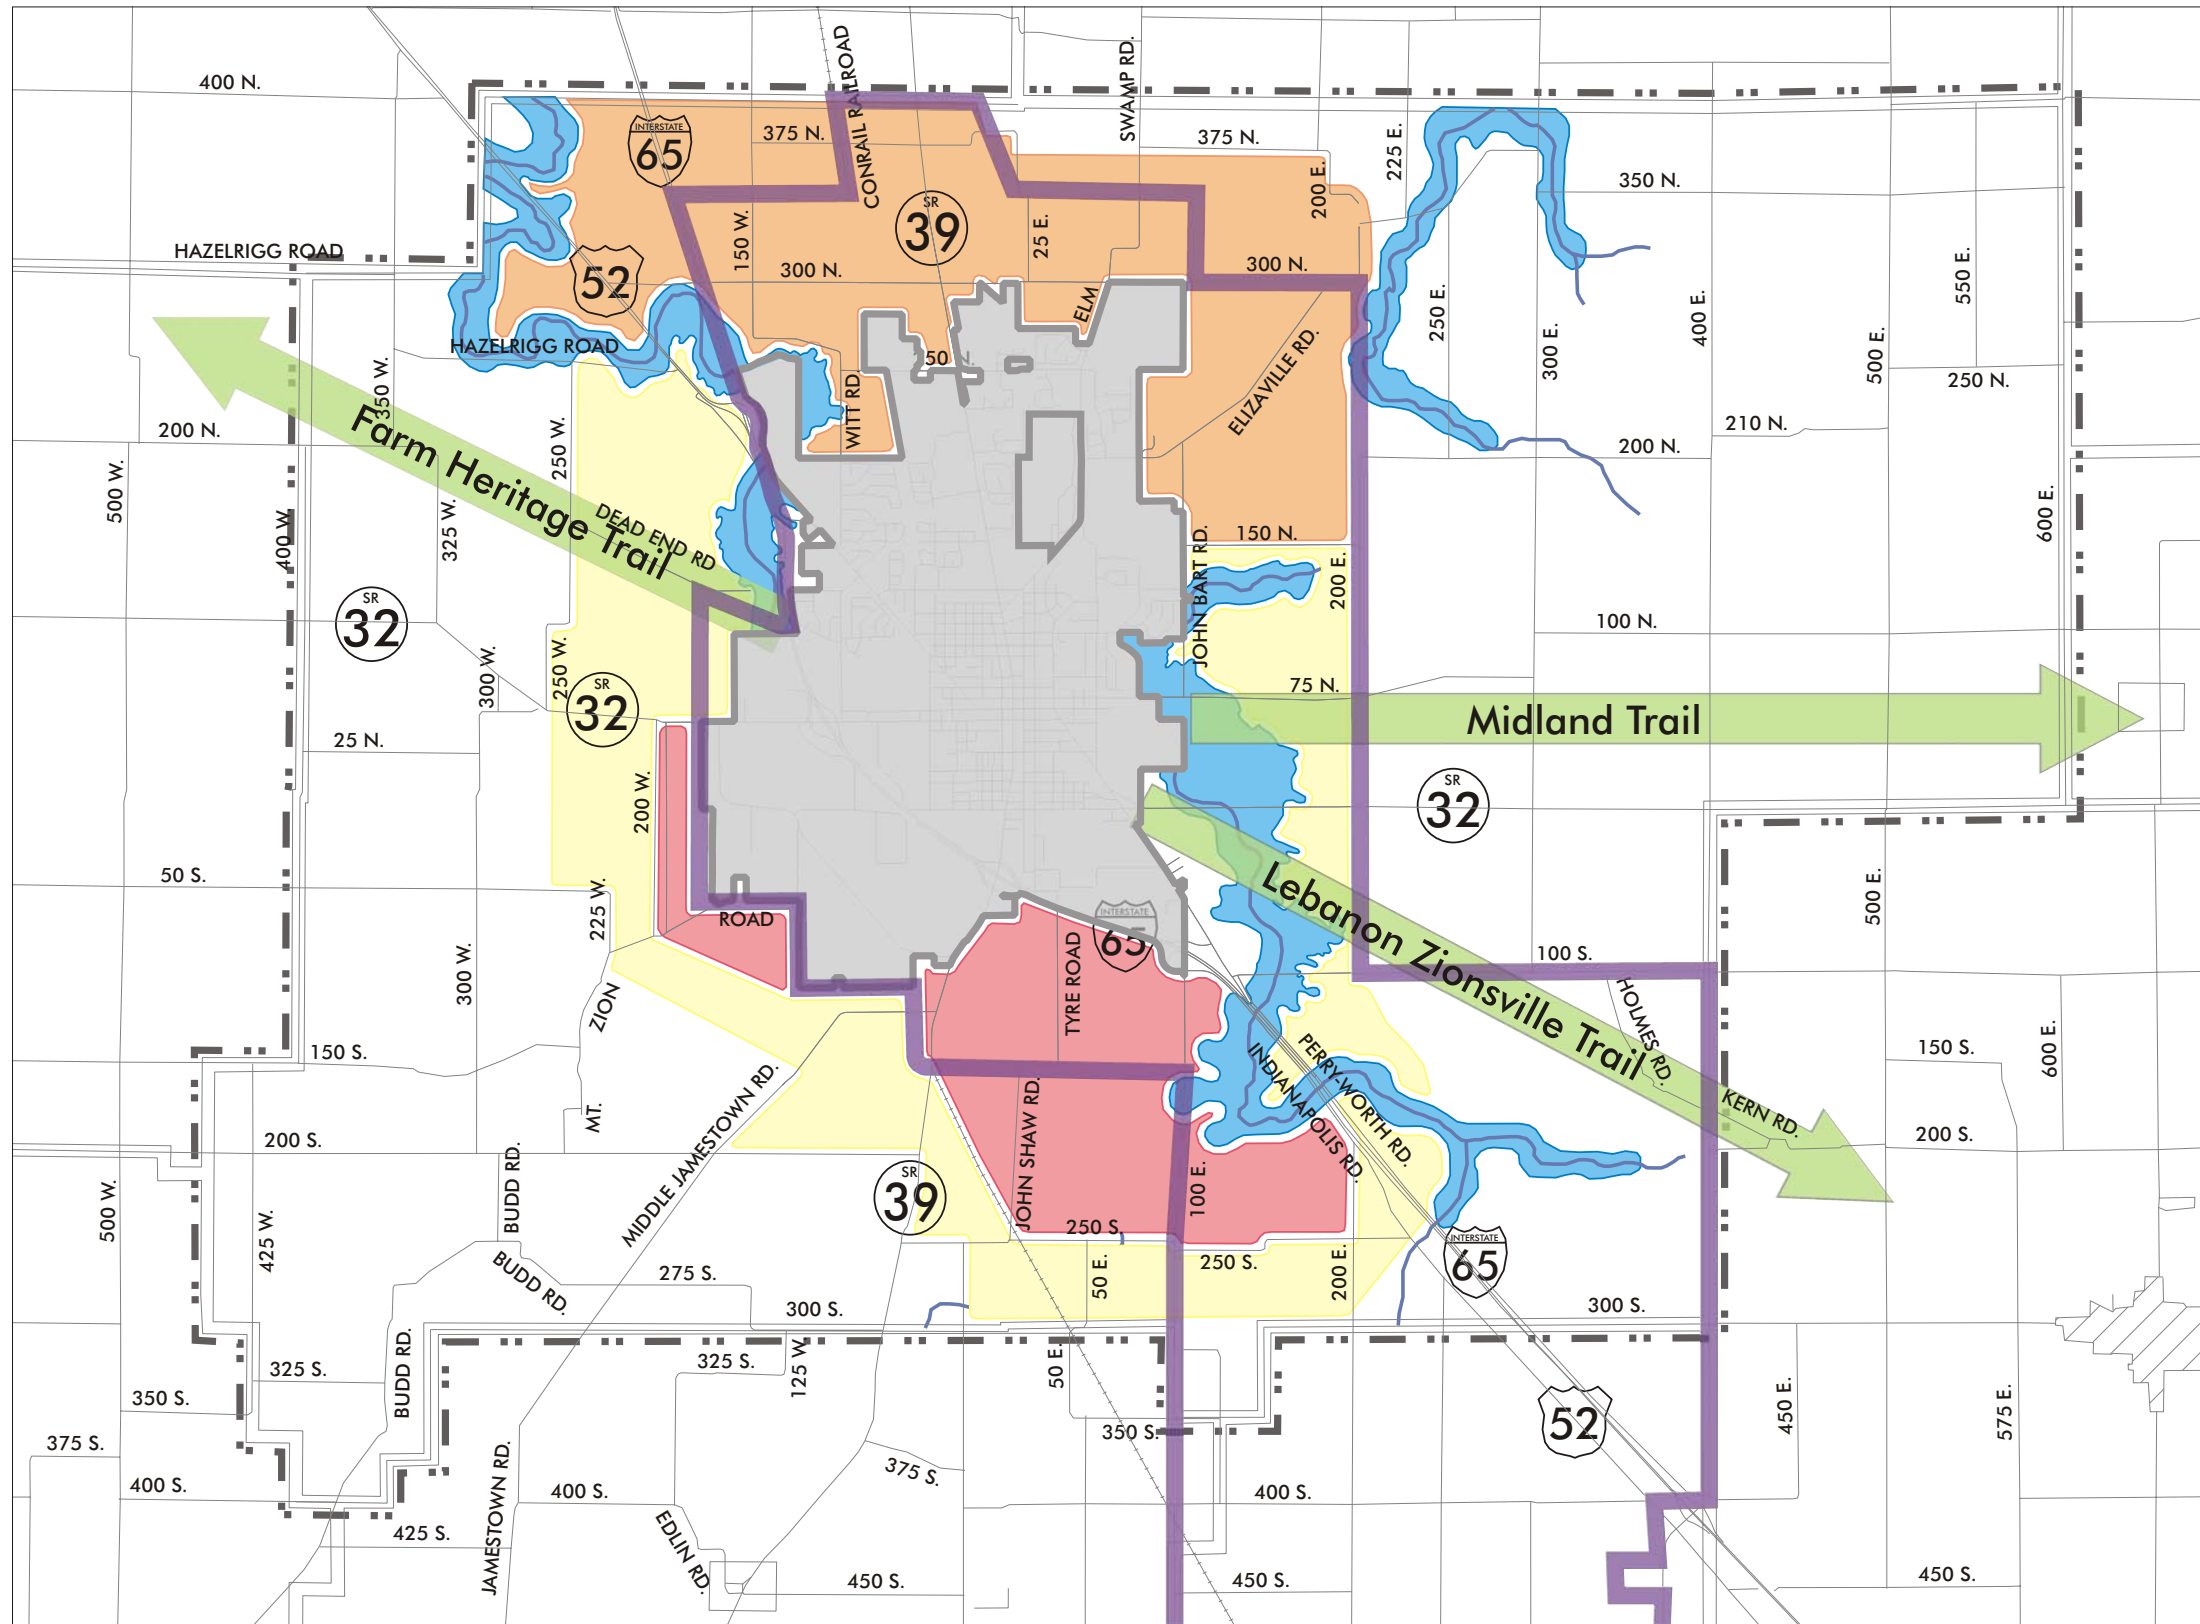 400 N.
CONRAIL RAILROAD
SWAMP RD.
INTERSTATE
65
375 N.
375 N.
225 E.
350 N.
200 E.
SR
39
150 W.
25 E.
HAZELRIGG ROAD
52
300 N.
300 N.
550 E.
ELM
250 E.
400 E.
300 E.
500 E.
HAZELRIGG ROAD
350 W.
WITT RD.
ELIZAVILLE RD.
250 N.
Farm Heritage Trail
200 N.
250 W.
210 N.
200 N.
500 W.
325 W.
400 W.
DEAD END RD
600 E.
150 N.
JOHN BART RD.
200 E.
SR
32
100 N.
300 W.
250 W.
SR
32
75 N.
Midland Trail
25 N.
200 W.
SR
32
50 S.
225 W.
ROAD
INTERSTATE
65
Lebanon Zionsville Trail
500 E.
300 W.
ZION
TYRE ROAD
100 S.
HOLMES RD.
150 S.
MT.
MIDDLE JAMESTOWN RD.
JOHN SHAW RD.
INDIANAPOLIS RD.
PERRY-WORTH RD.
KERN RD.
150 S.
600 E.
200 S.
200 S.
500 W.
425 W.
BUDD RD.
SR
39
100 E.
250 S.
250 S.
50 E.
200 E.
INTERSTATE
65
BUDD RD.
275 S.
300 S.
300 S.
325 S.
BUDD RD.
325 S.
125 W.
50 E.
350 S.
350 S.
52
450 E.
575 E.
375 S.
375 S.
400 S.
JAMESTOWN RD.
400 S.
400 S.
425 S.
EDLIN RD.
450 S.
450 S.
450 S.